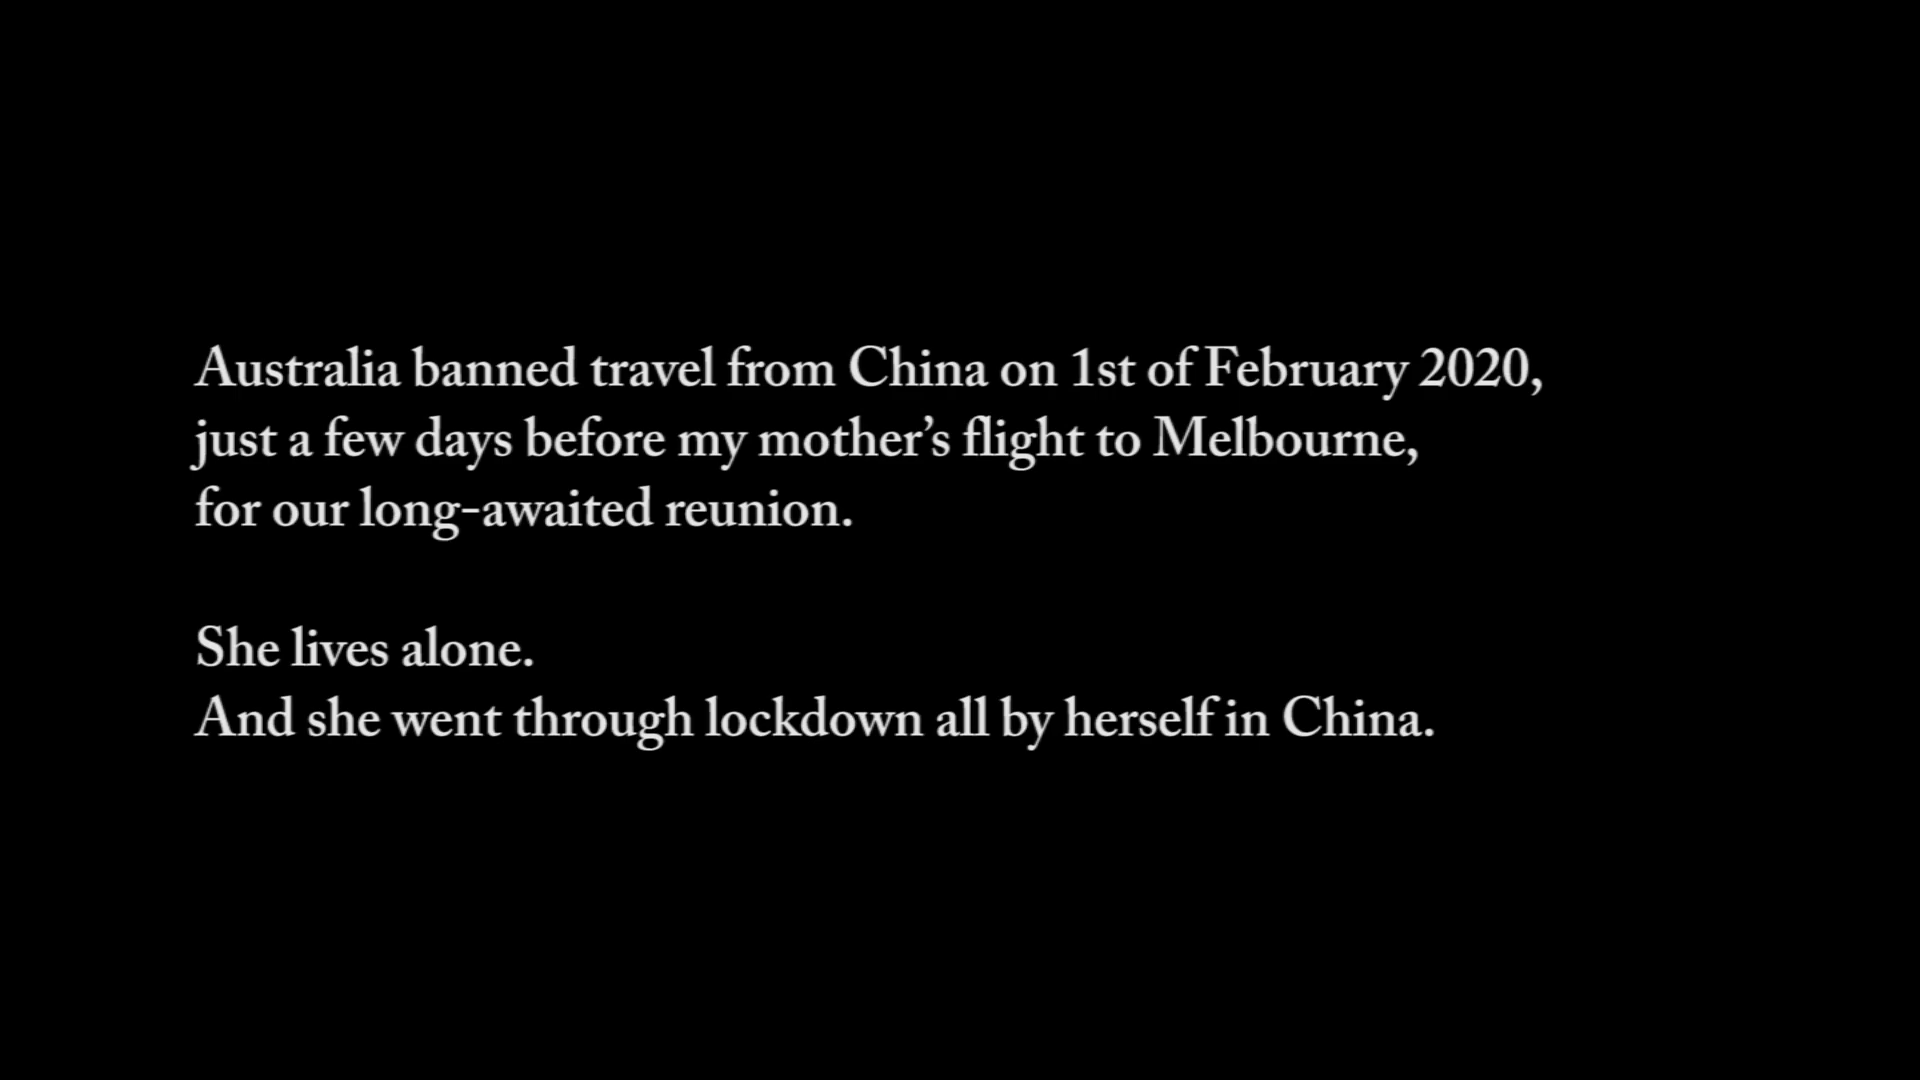 Australia banned travel from China on 1st of February 2020,
just a few days before my mother’s flight to Melbourne,
for our long-awaited reunion.
She lives alone.
And she went through lockdown all by herself in China.